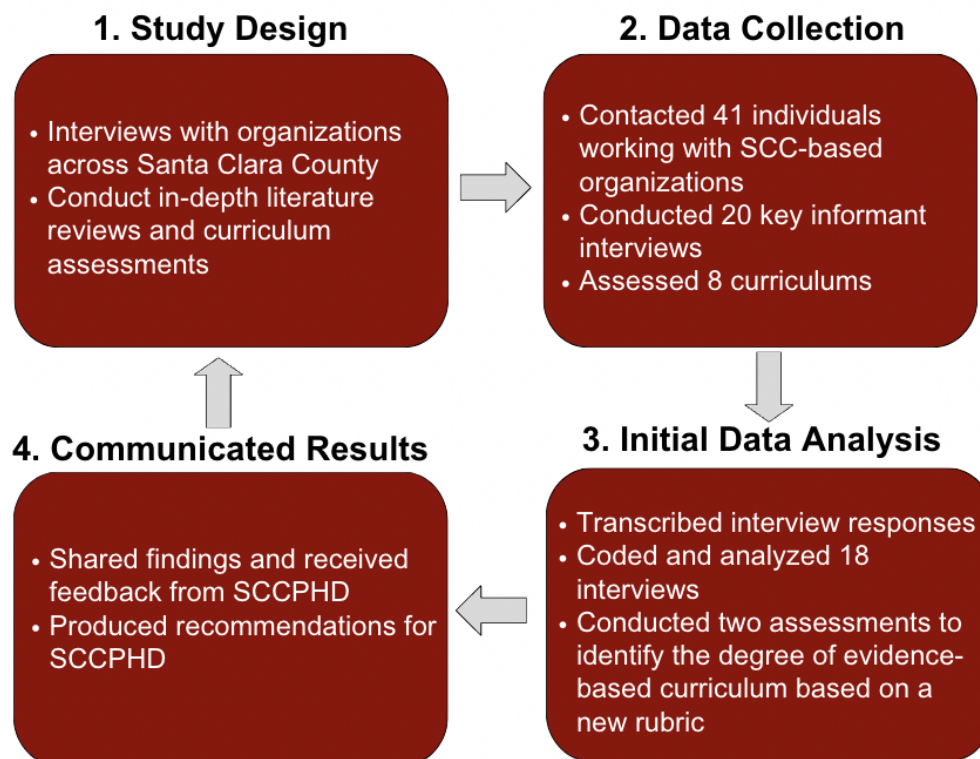 1. Study Design
• Interviews with organizations
across Santa Clara County
• Conduct in-depth literature
reviews and curriculum
assessments
2. Data Collection
• Contacted 41 individuals
working with SCC-based
organizations
• Conducted 20 key informant
interviews
• Assessed 8 curriculums
3. Initial Data Analysis
• Transcribed interview responses
• Coded and analyzed 18
interviews
• Conducted two assessments to
identify the degree of evidence-
based curriculum based on a
new rubric
4. Communicated Results
• Shared findings and received
feedback from SCCPHD
• Produced recommendations for
SCCPHD